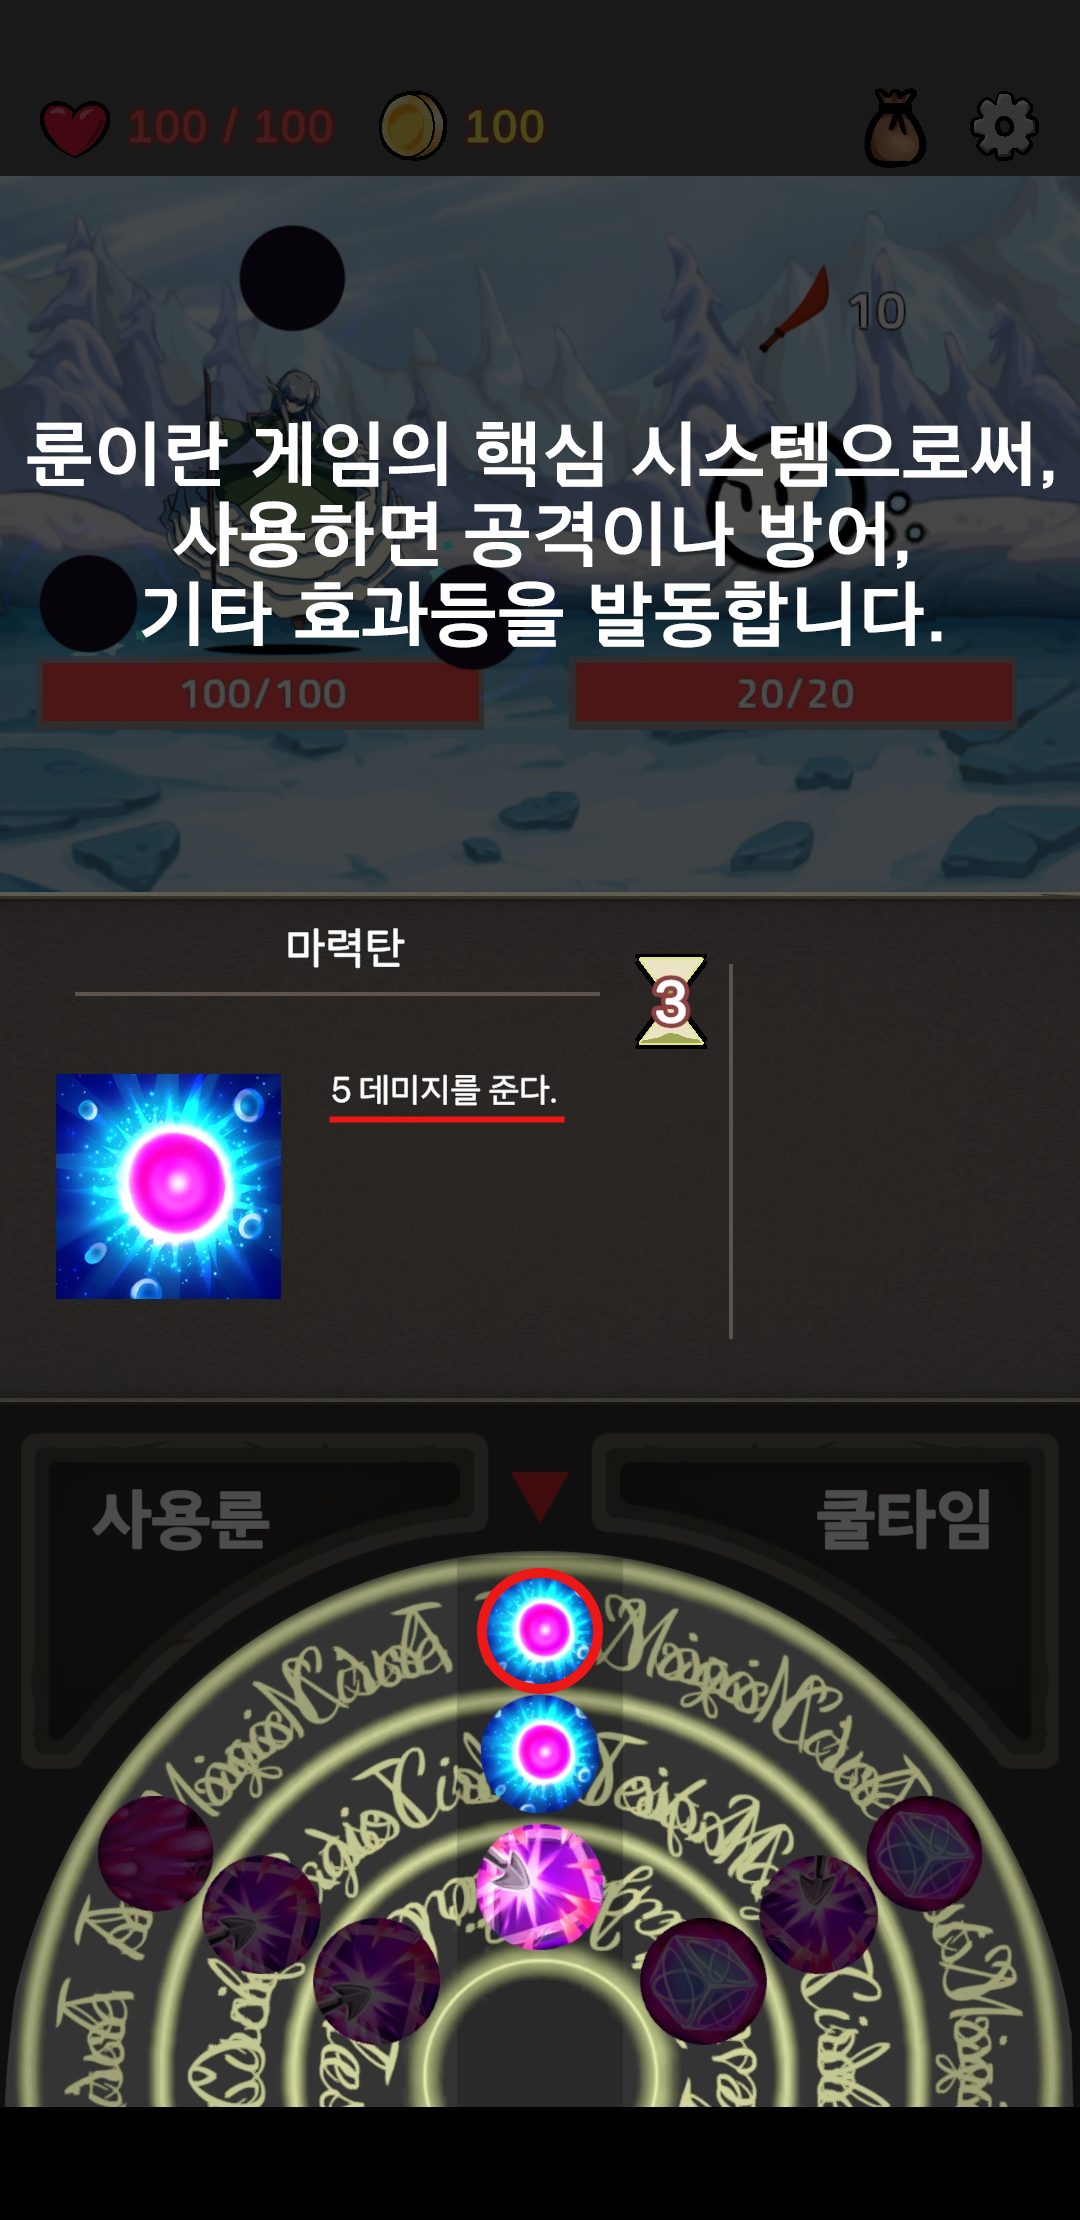 100 / 100
100
10
룬이란 게임의 핵심 시스템으로써,
사용하면 공격이나 방어,
기타 효과등을 발동합니다.
100/100
20/20
마력탄
3
5 데미지를 준다.
사용룬
쿨타임